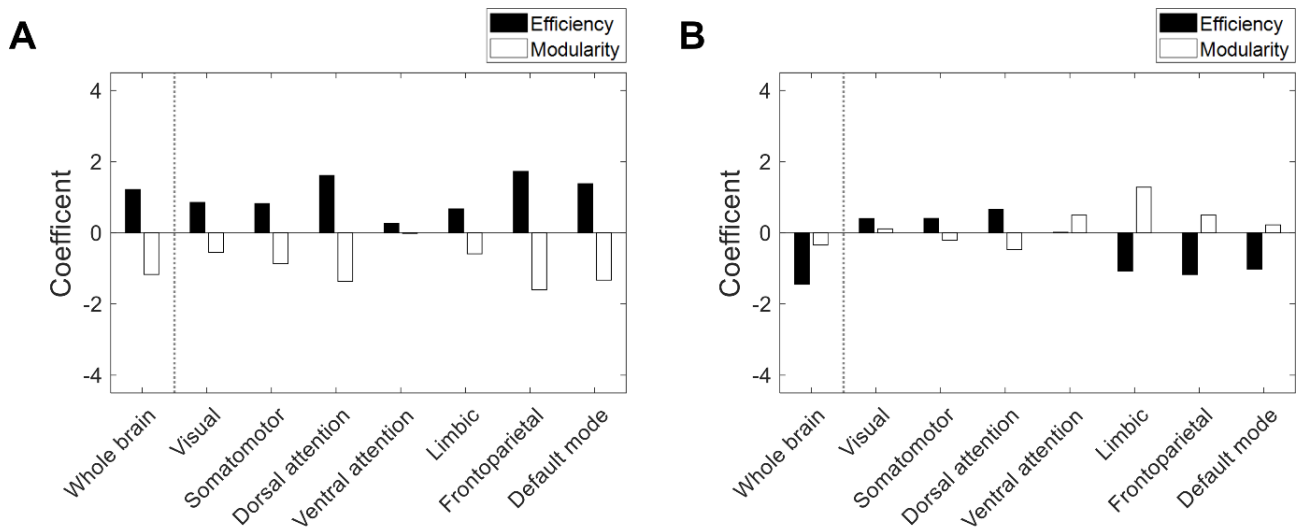 A
Efficiency
Modularity
4
2
0
-2
-4
Coefficent
Whole brain
Visual
Somatomotor
Dorsal attention
Ventral attention
Limbic
Frontoparietal
Default mode
B
Efficiency
Modularity
4
2
0
-2
-4
Coefficent
Whole brain
Visual
Somatomotor
Dorsal attention
Ventral attention
Limbic
Frontoparietal
Default mode